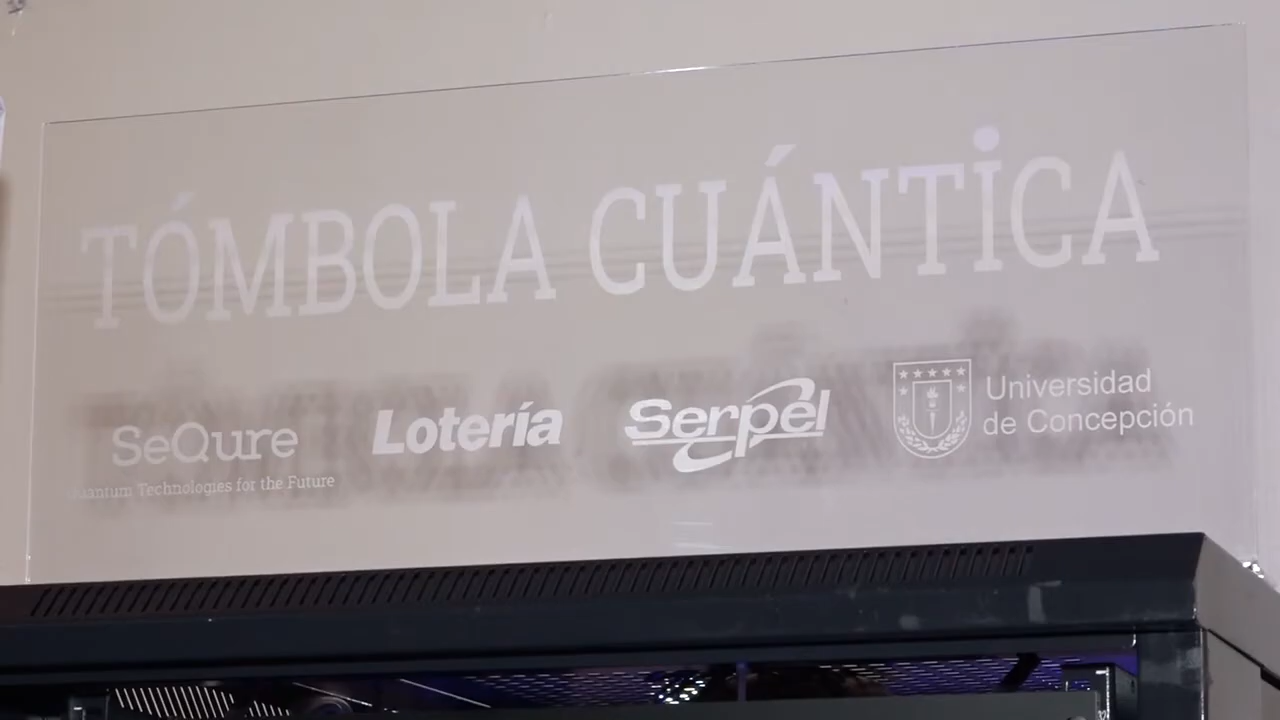 TÓMBOLA CUÁNTICA
SeQure
Quantum Technologies for the Future
Lotería
Serpel
Universidad
de Concepción